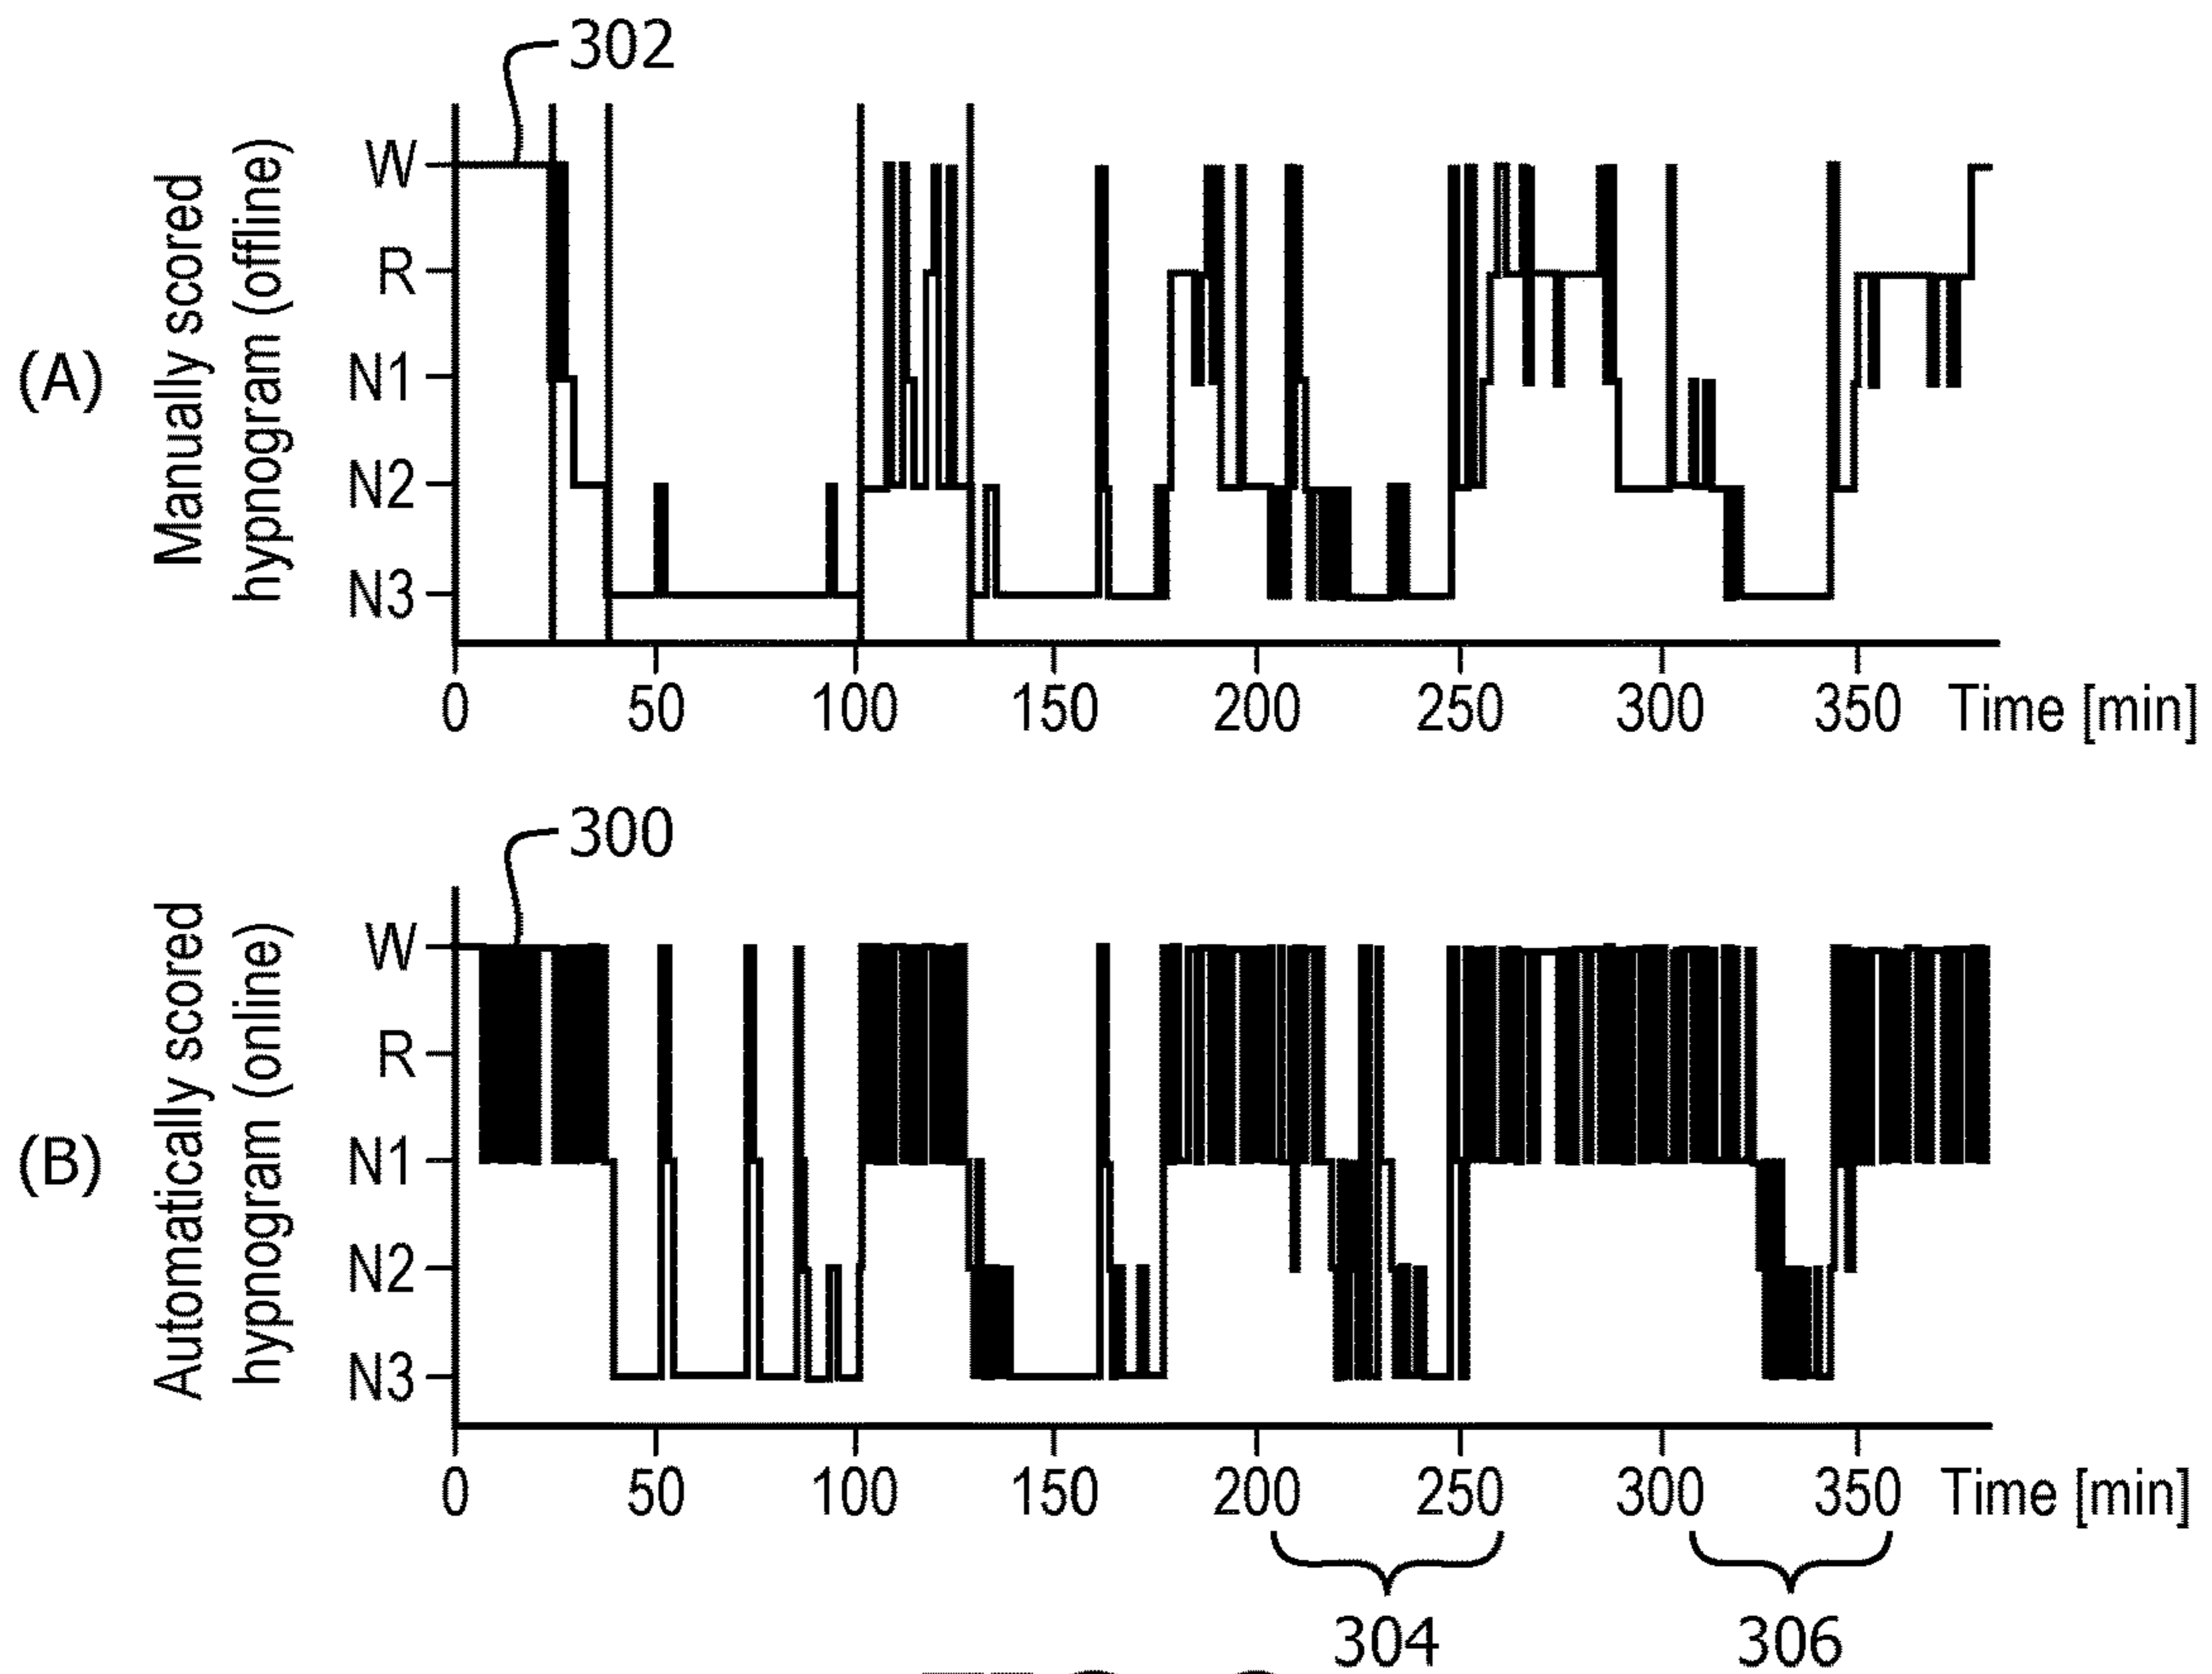 302
(A)
Manually scored
hypnogram (offline)
W
R
N1
N2
N3
0 50 100 150 200 250 300 350 Time [min]
300
(B)
Automatically scored
hypnogram (online)
W
R
N1
N2
N3
0 50 100 150 200 250 300 350 Time [min]
304 306